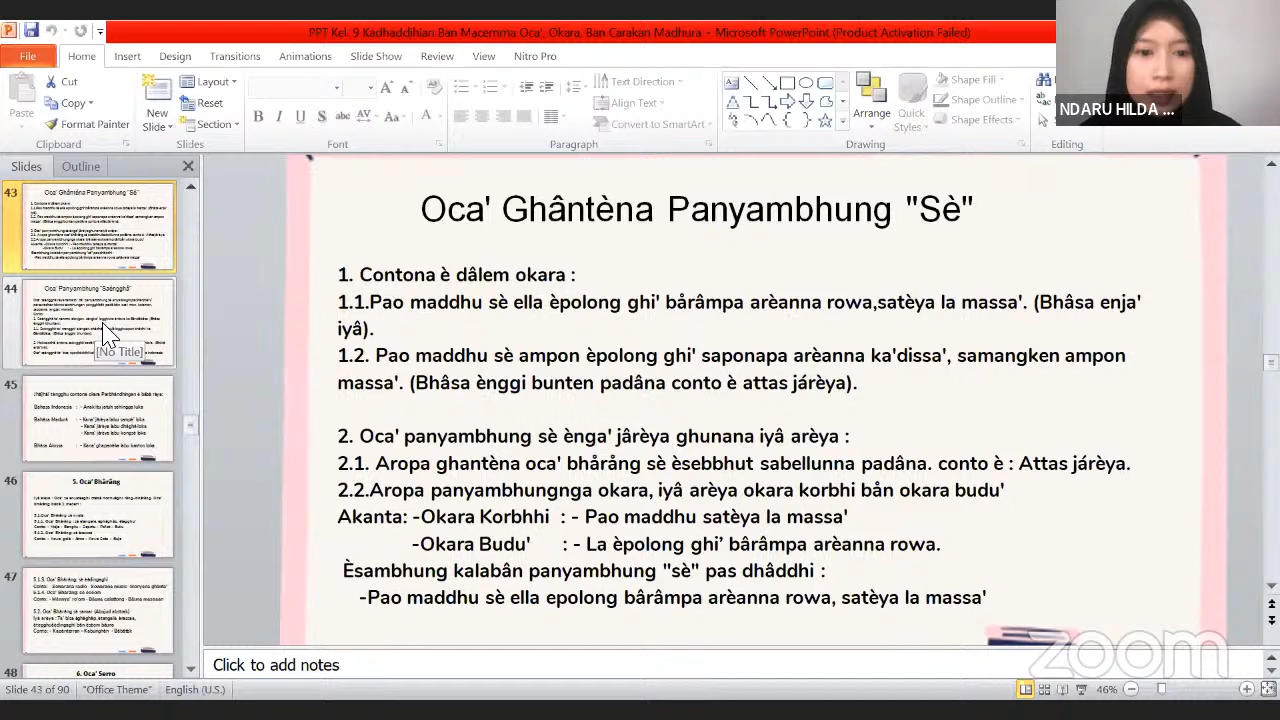 PPT Kel. 9 Kadhaddhian Ban Macemma Oca', Okara, Ban Carakan Madhura - Microsoft PowerPoint (Product Activation Failed)
File Home Insert Design Transitions Animations Slide Show Review View Nitro Pro
Paste
Cut
Copy
Format Painter
Clipboard
New Slide
Layout
Reset
Section
Slides
Font
Text Direction
Align Text
Convert to SmartArt
Paragraph
Arrange
Quick Styles
Shape Fill
Shape Outline
Shape Effects
Drawing
Editing
NDARU HILDA ...
Slides Outline
43
44
[No Title]
45
46
5. Oca' Bhârâng
47
48
6. Oca' Serro
Oca' Ghântèna Panyambhung "Sè"
1. Contona è dâlem okara :
1.1.Pao maddhu sè ella èpolong ghi' bårâmpa arèanna rowa,satèya la massa'. (Bhâsa enja'
iyâ).
1.2. Pao maddhu sè ampon èpolong ghi' saponapa arèanna ka'dissa', samangken ampon
massa'. (Bhâsa ènggi bunten padâna conto è attas járèya).
2. Oca' panyambhung sè ènga' jârèya ghunana iyâ arèya :
2.1. Aropa ghantèna oca' bhårång sè èsebbhut sabellunna padâna. conto è : Attas járèya.
2.2.Aropa panyambhungnga okara, iyâ arèya okara korbhi bån okara budu'
Akanta: -Okara Korbhhi : - Pao maddhu satèya la massa'
-Okara Budu' : - La èpolong ghi' bârâmpa arèanna rowa.
Èsambhung kalabân panyambhung "sè" pas dhâddhi :
-Pao maddhu sè ella epolong bârâmpa arèanna rowa, satèya la massa'
zoom
Click to add notes
Slide 43 of 90 "Office Theme" English (U.S.) 46%